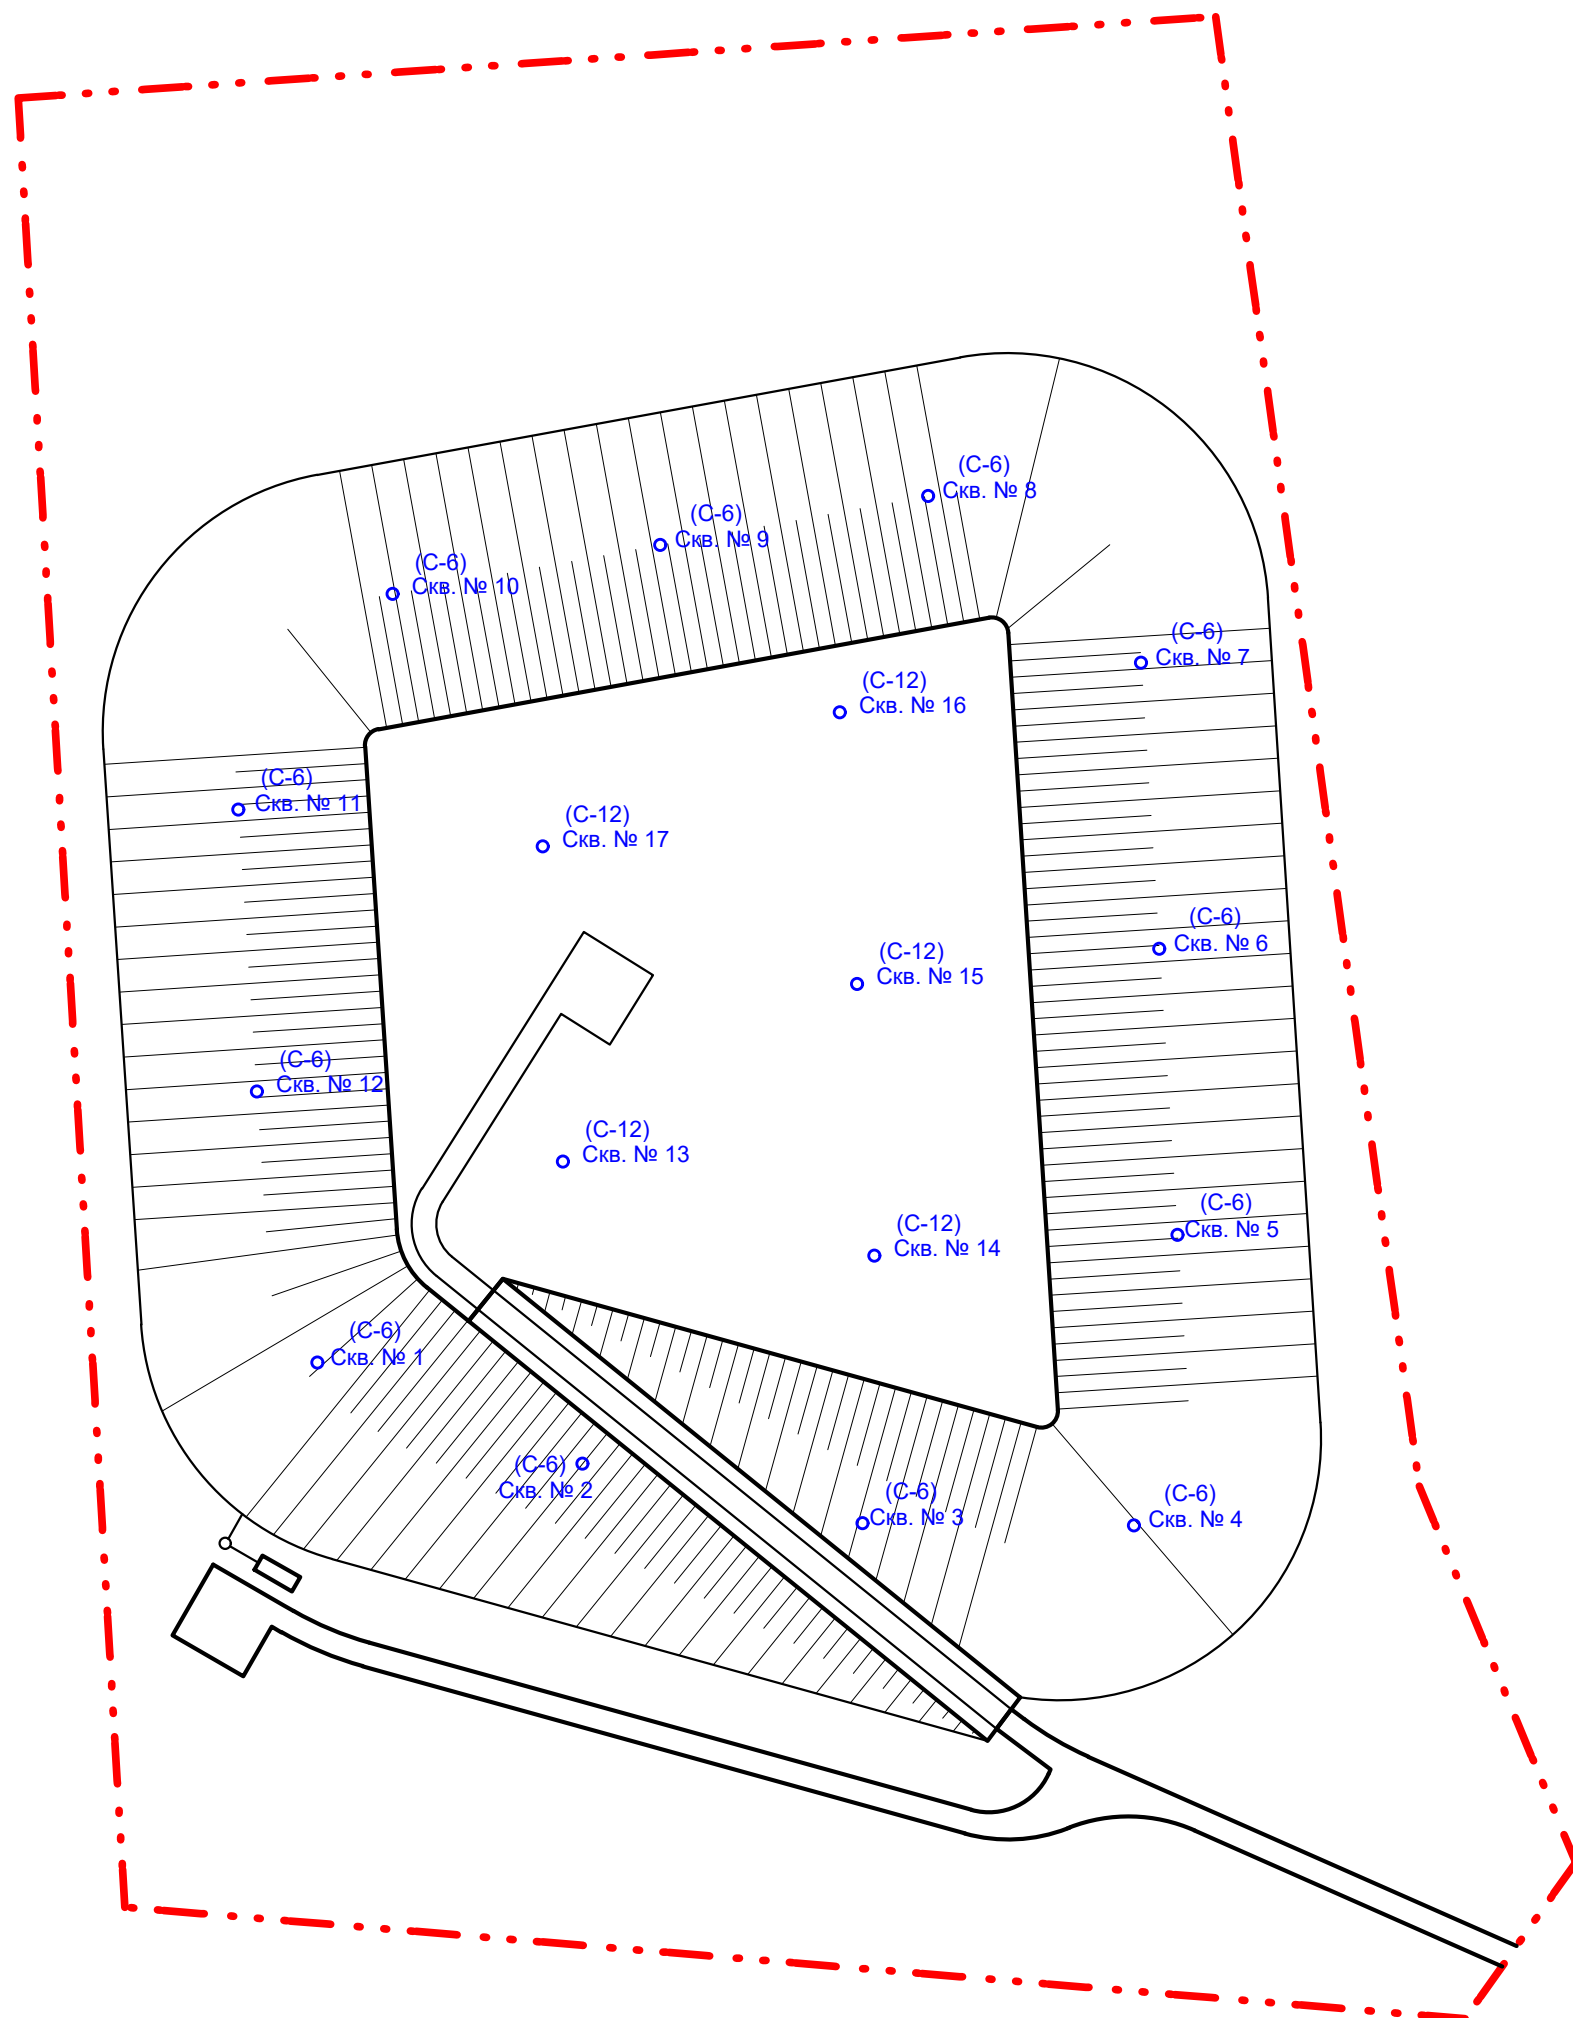 (С-6)
Скв. № 8
(С-6)
Скв. № 9
(С-6)
Скв. № 10
(С-6)
Скв. № 7
(С-12)
Скв. № 16
(С-6)
Скв. № 11
(С-12)
Скв. № 17
(С-6)
Скв. № 6
(С-12)
Скв. № 15
(С-6)
Скв. № 12
(С-12)
Скв. № 13
(С-6)
Скв. № 5
(С-12)
Скв. № 14
(С-6)
Скв. № 1
(С-6)
Скв. № 2
(С-6)
Скв. № 3
(С-6)
Скв. № 4